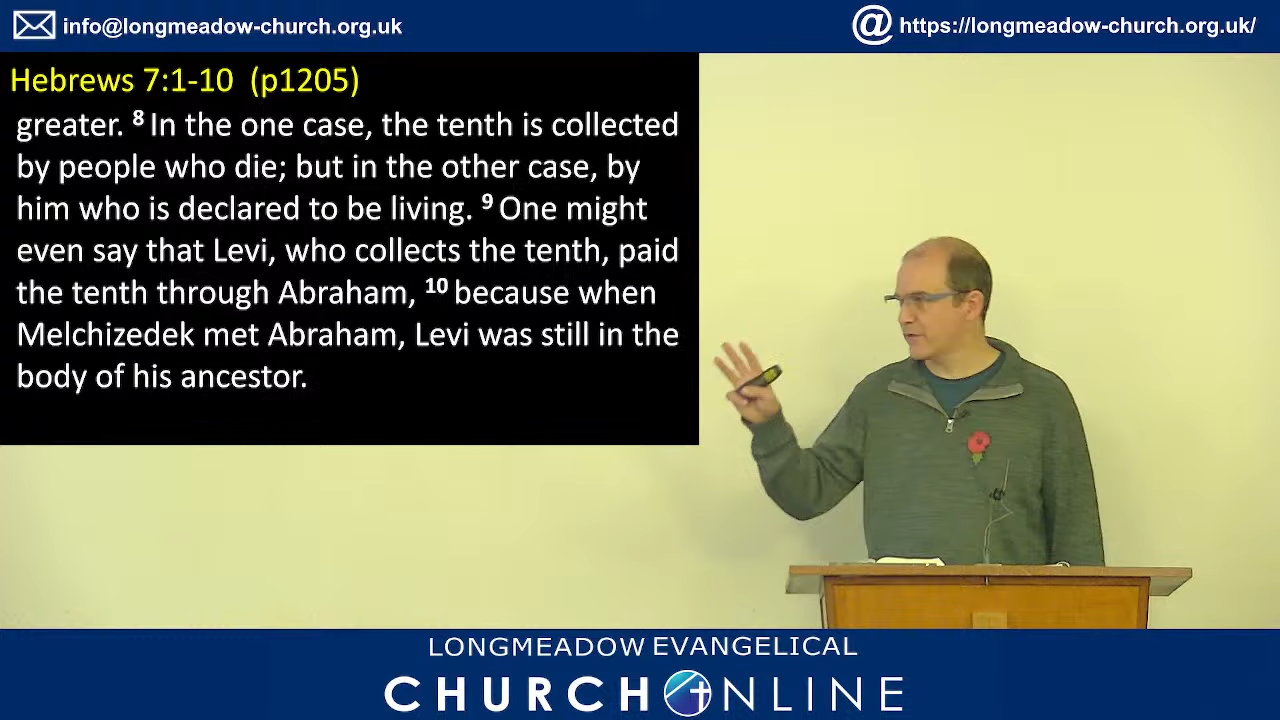 info@longmeadow-church.org.uk
https://longmeadow-church.org.uk/
Hebrews 7:1-10 (p1205)
greater. 8 In the one case, the tenth is collected
by people who die; but in the other case, by
him who is declared to be living. 9 One might
even say that Levi, who collects the tenth, paid
the tenth through Abraham, 10 because when
Melchizedek met Abraham, Levi was still in the
body of his ancestor.
LONGMEADOW EVANGELICAL
CHURCH ONLINE